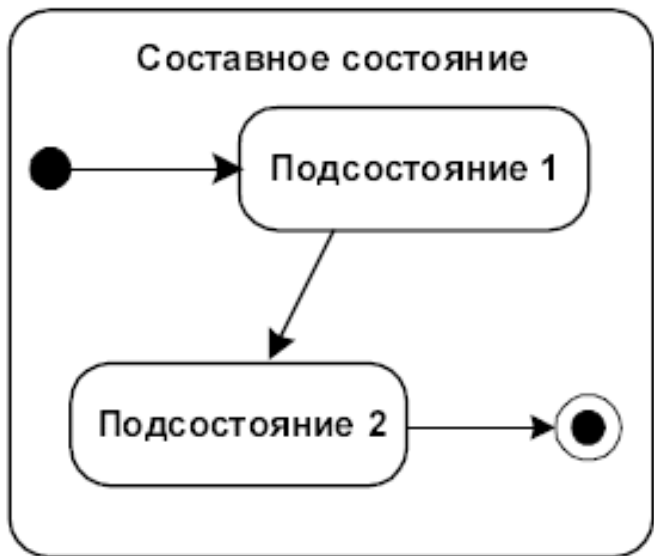 Составное состояние
Подсостояние 1
Подсостояние 2